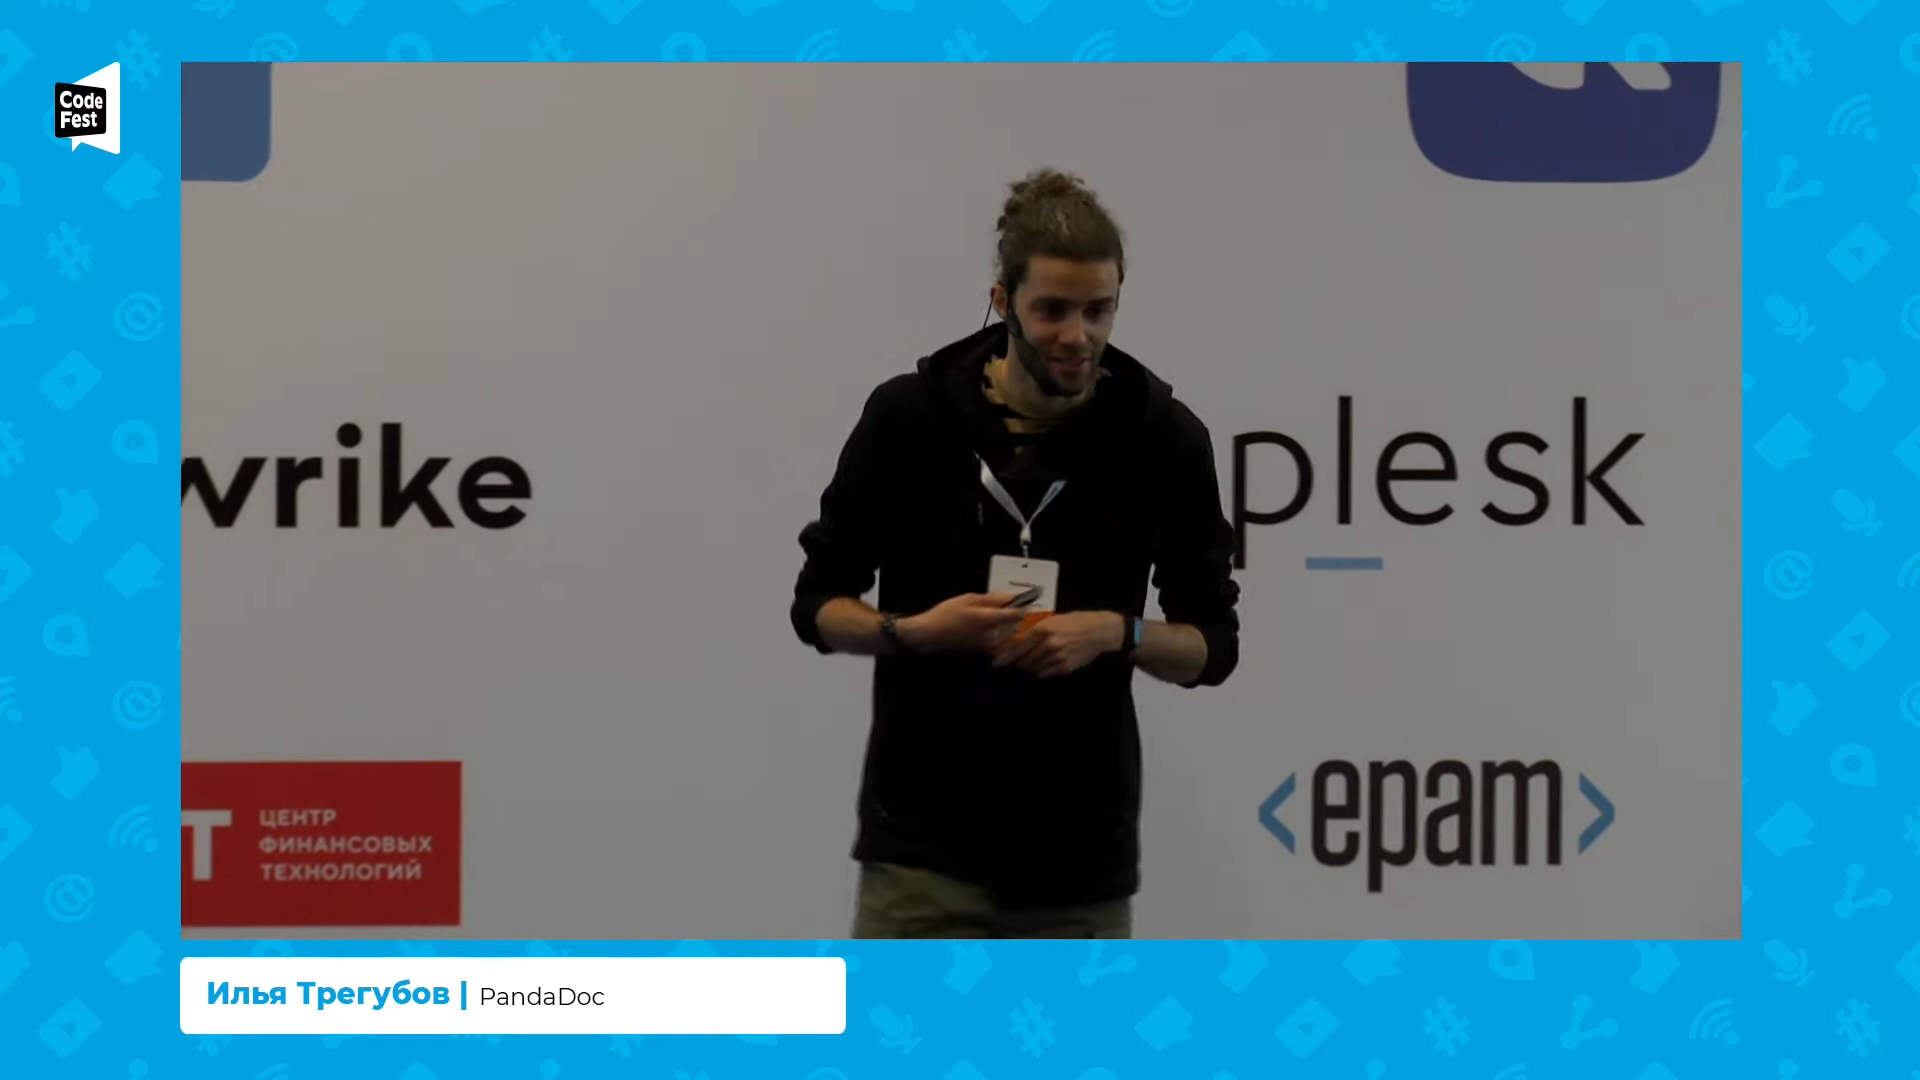 Code
Fest
wrike
plesk
T
ЦЕНТР
ФИНАНСОВЫХ
ТЕХНОЛОГИЙ
<epam>
Илья Трегубов | PandaDoc